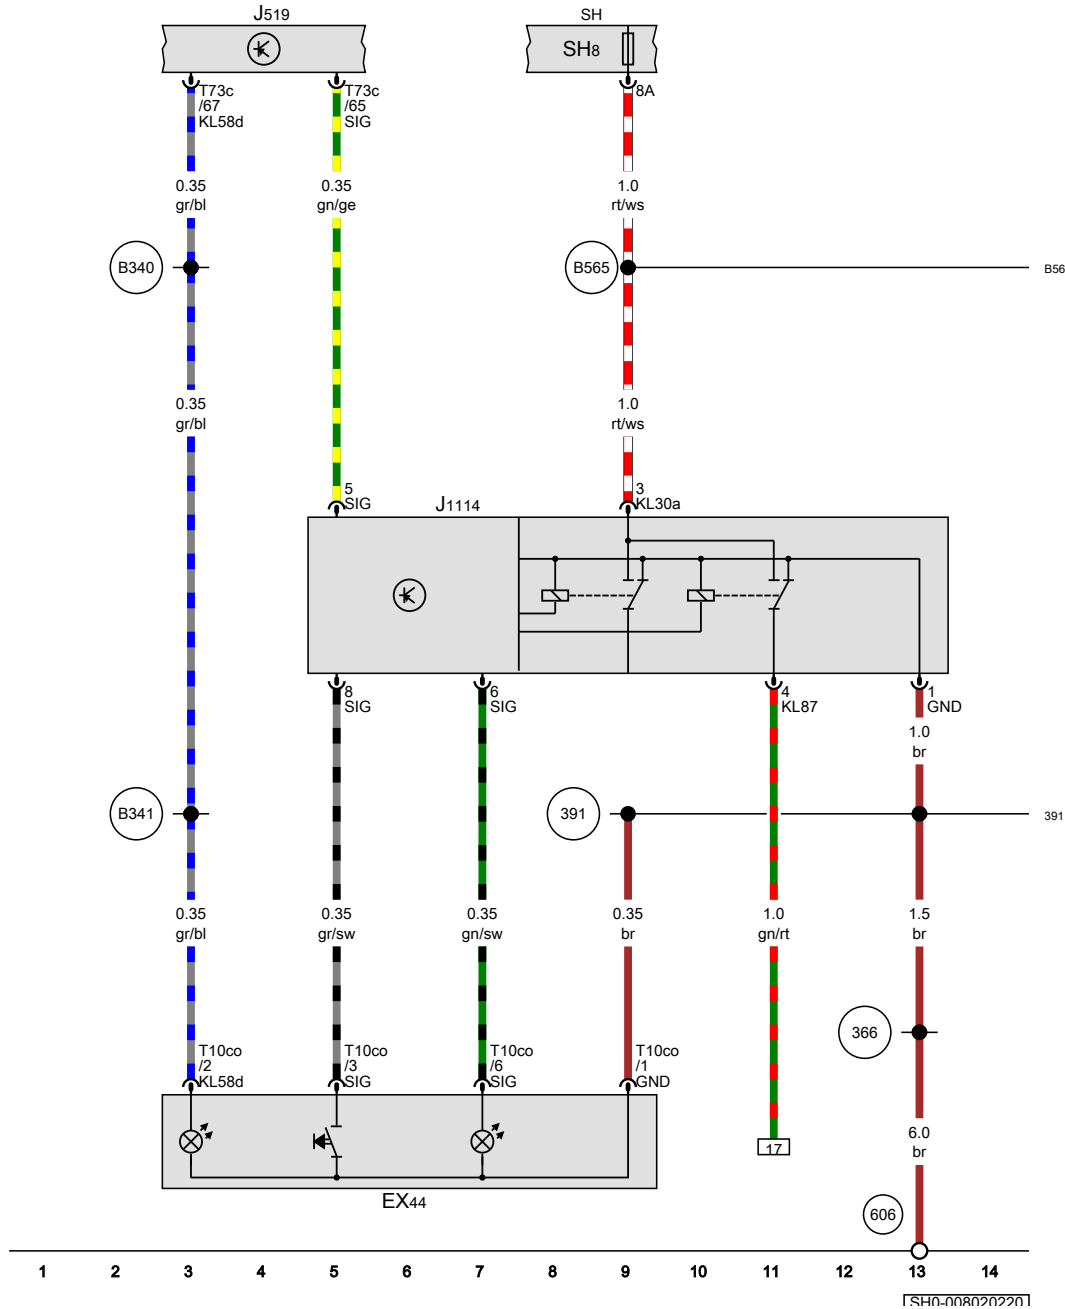 J519
SH
SH8
T73c
/67
KL58d
T73c
/65
SIG
8A
0.35
gr/bl
0.35
gn/ge
1.0
rt/ws
B340
B565
B56
0.35
gr/bl
1.0
rt/ws
5
SIG
J1114
3
KL30a
8
SIG
6
SIG
4
KL87
1
GND
1.0
br
B341
391
391
0.35
gr/bl
0.35
gr/sw
0.35
gn/sw
0.35
br
1.0
gn/rt
1.5
br
366
T10co
/2
KL58d
T10co
/3
SIG
T10co
/6
SIG
T10co
/1
GND
17
6.0
br
EX44
606
1 2 3 4 5 6 7 8 9 10 11 12 13 14
SH0-008020220